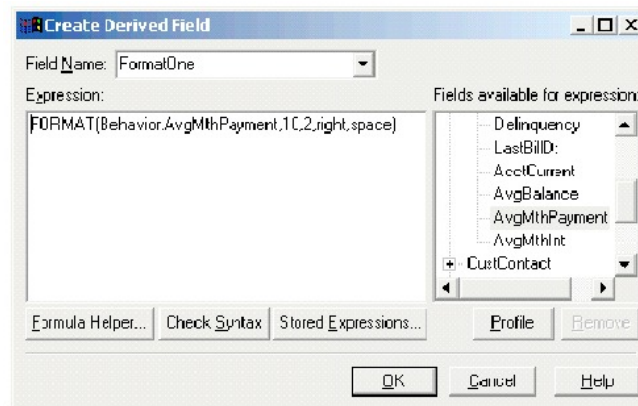 Create Derived Field
Field Name: FormatOne
Expression:
Fields available for expression:
FORMAT(Behavior.AvgMthPayment,10,2,right,space)
Delinquency
LastBillD:
AcctCurrent
AvgBalance
AvgMthPayment
AvgMthInt
CustContact
Formula Helper...
Check Syntax
Stored Expressions...
Profile
Remove
OK
Cancel
Help